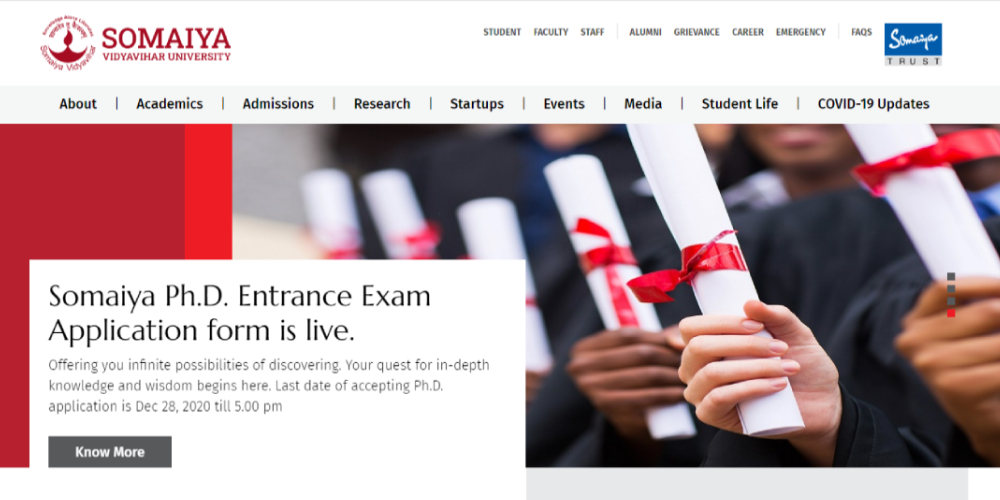 SOMAIYA
VIDYAVIHAR UNIVERSITY
Somaiya Vidyavihar
STUDENT FACULTY STAFF ALUMNI GRIEVANCE CAREER EMERGENCY FAQS
Somaiya
TRUST
About | Academics | Admissions | Research | Startups | Events | Media | Student Life | COVID-19 Updates
Somaiya Ph.D. Entrance Exam
Application form is live.
Offering you infinite possibilities of discovering. Your quest for in-depth
knowledge and wisdom begins here. Last date of accepting Ph.D.
application is Dec 28, 2020 till 5.00 pm
Know More